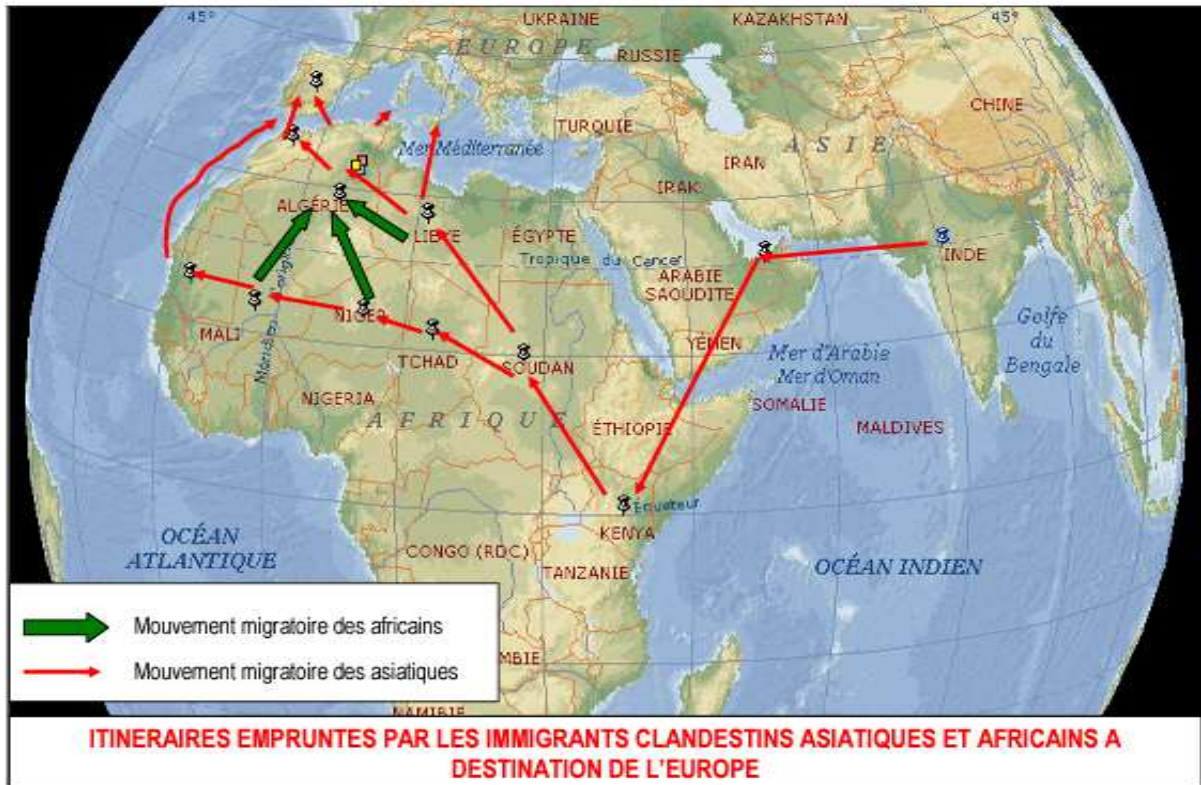 45°
UKRAINE
KAZAKHSTAN
45°
EUROPE
RUSSIE
CHINE
TURQUIE
ASIE
Mer Méditerranée
IRAN
IRAK
ALGÉRIE
LIBYE
ÉGYPTE
INDE
Tropique du Cancer
ARABIE
SAOUDITE
Golfe
du
Bengale
MALI
NIGER
YÉMEN
Mer d'Arabie
Mer d'Oman
TCHAD
SOUDAN
NIGERIA
SOMALIE
AFRIQUE
ÉTHIOPIE
MALDIVES
Équateur
KENYA
OCÉAN
ATLANTIQUE
CONGO (RDC)
TANZANIE
OCÉAN INDIEN
Mouvement migratoire des africains
MBIE
Mouvement migratoire des asiatiques
NAMIBIE
ITINERAIRES EMPRUNTES PAR LES IMMIGRANTS CLANDESTINS ASIATIQUES ET AFRICAINS A
DESTINATION DE L'EUROPE